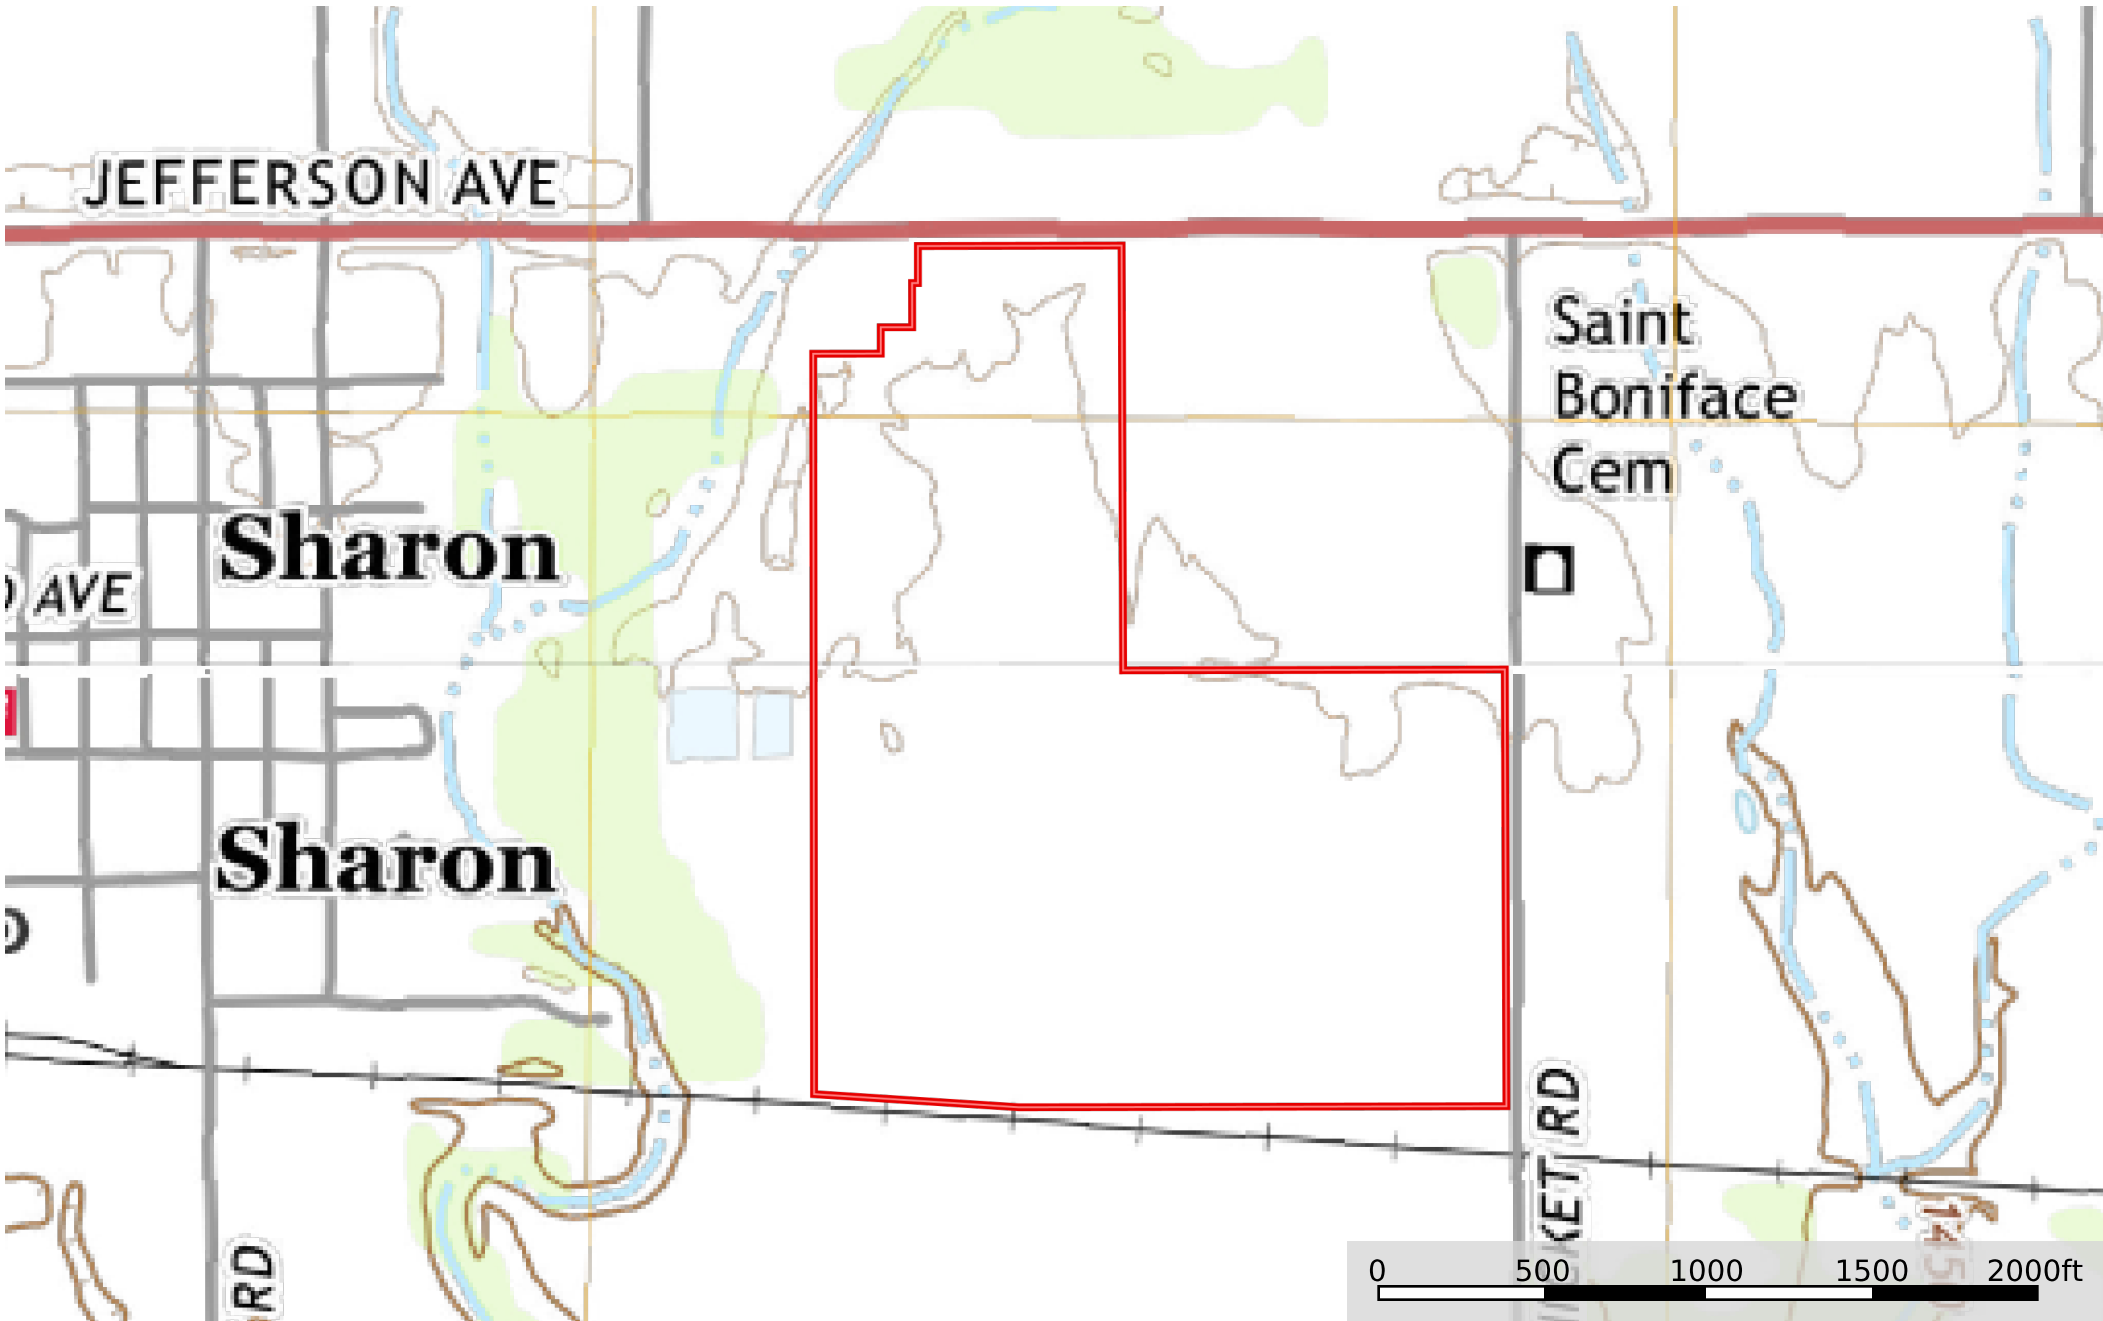 JEFFERSON AVE
Saint
Boniface
Cem
Sharon
AVE
Sharon
RD
RD
0 500 1000 1500 2000ft